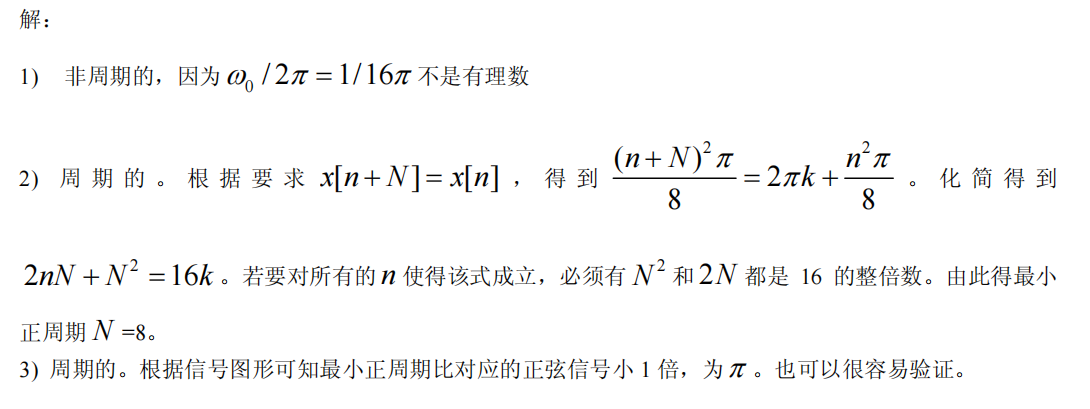 解：
1) 非周期的，因为 ω₀ / 2π = 1/16π 不是有理数
2) 周期的。根据要求 x[n+N] = x[n]，得到 \frac{(n+N)^2 π}{8} = 2πk + \frac{n^2 π}{8}。化简得到
2nN + N² = 16k。若要对所有的 n 使得该式成立，必须有 N² 和 2N 都是 16 的整倍数。由此得最小
正周期 N =8。
3) 周期的。根据信号图形可知最小正周期比对应的正弦信号小 1 倍，为 π。也可以很容易验证。